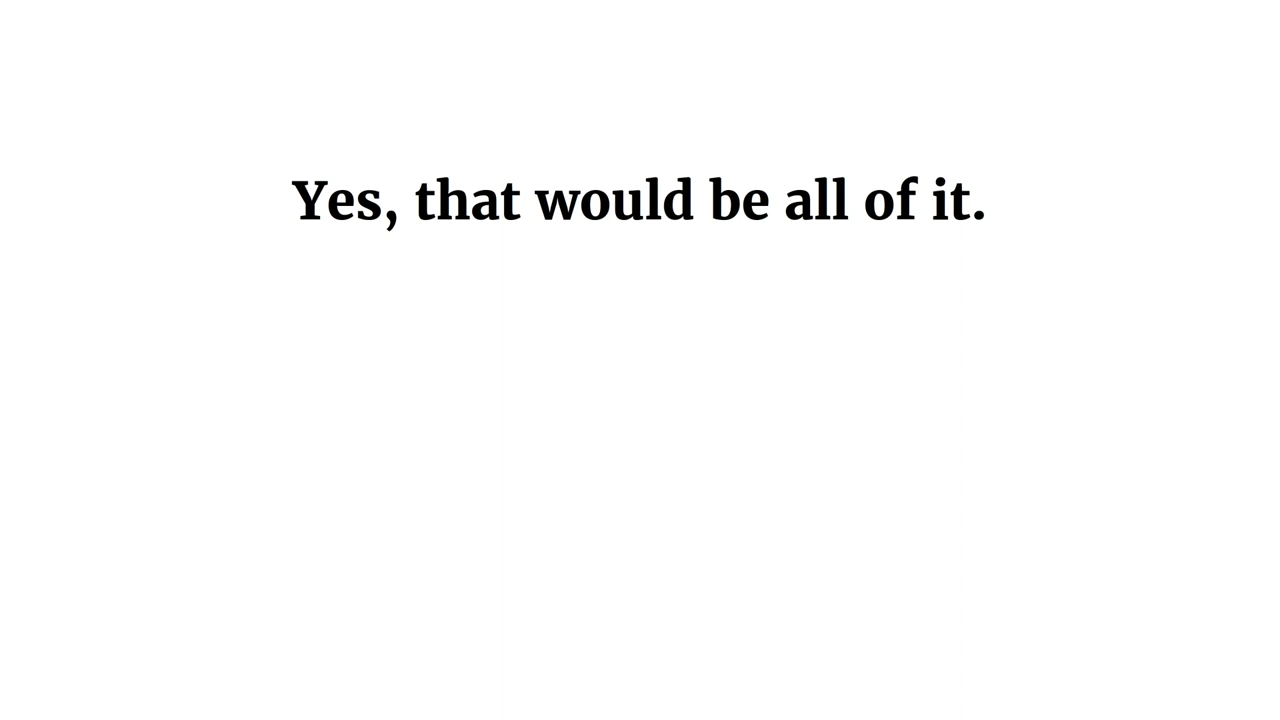 Yes, that would be all of it.